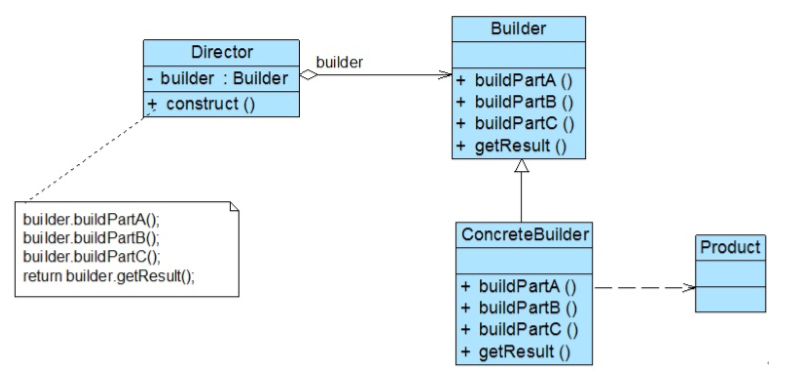 Director
- builder : Builder
+ construct ()
builder
Builder
+ buildPartA ()
+ buildPartB ()
+ buildPartC ()
+ getResult ()
builder.buildPartA();
builder.buildPartB();
builder.buildPartC();
return builder.getResult();
ConcreteBuilder
+ buildPartA ()
+ buildPartB ()
+ buildPartC ()
+ getResult ()
Product